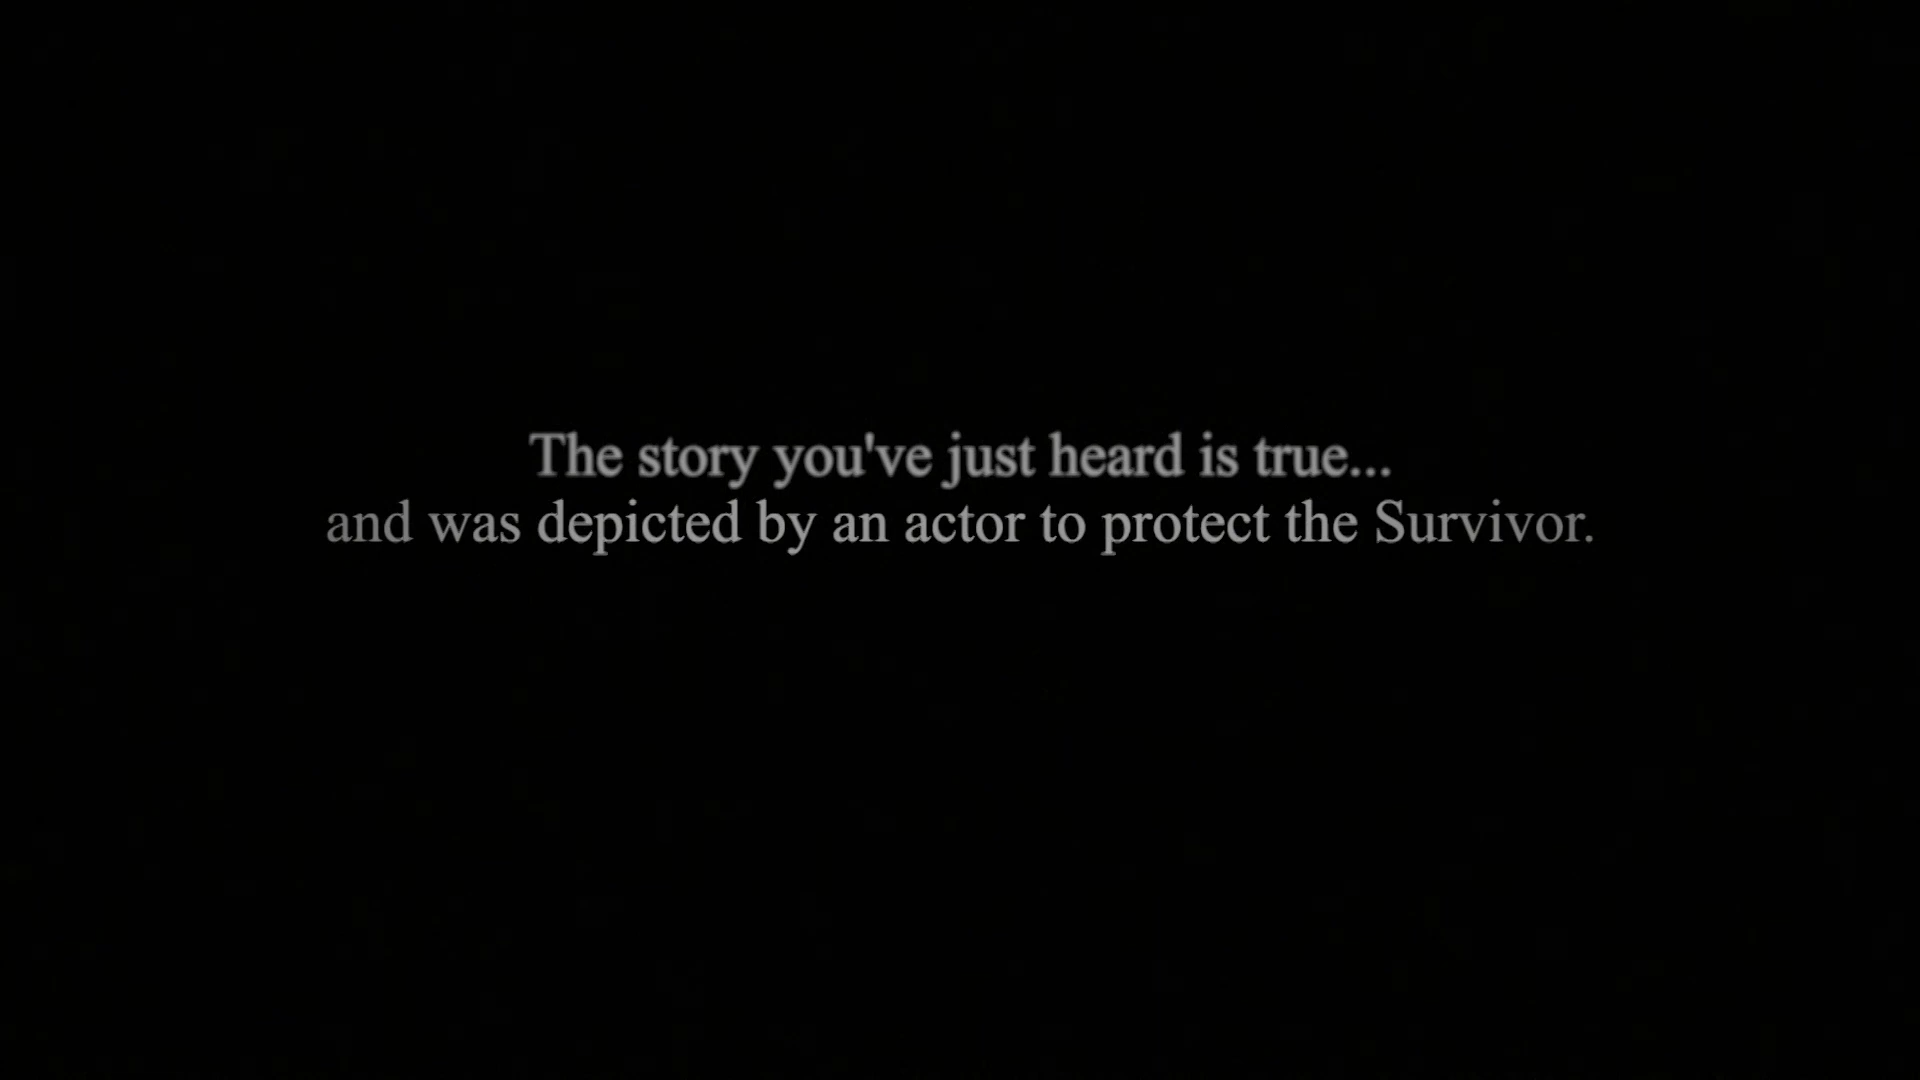 The story you've just heard is true...
and was depicted by an actor to protect the Survivor.